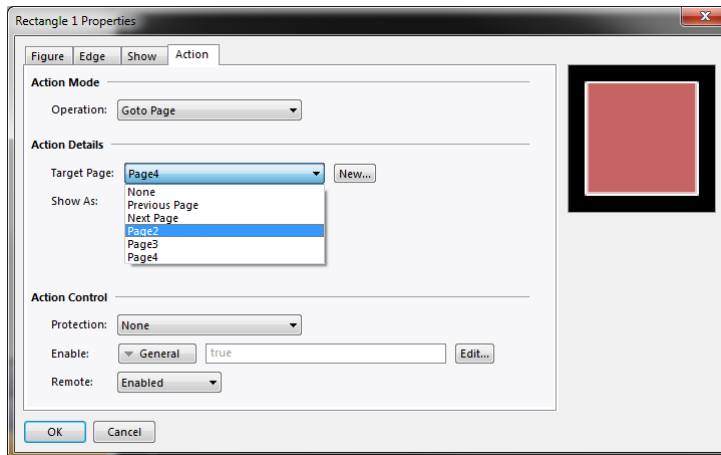 Rectangle 1 Properties
Figure Edge Show Action
Action Mode
Operation: Goto Page
Action Details
Target Page: Page4 New...
None
Show As:
Previous Page
Next Page
Page2
Page3
Page4
Action Control
Protection: None
Enable: General true Edit...
Remote: Enabled
OK Cancel